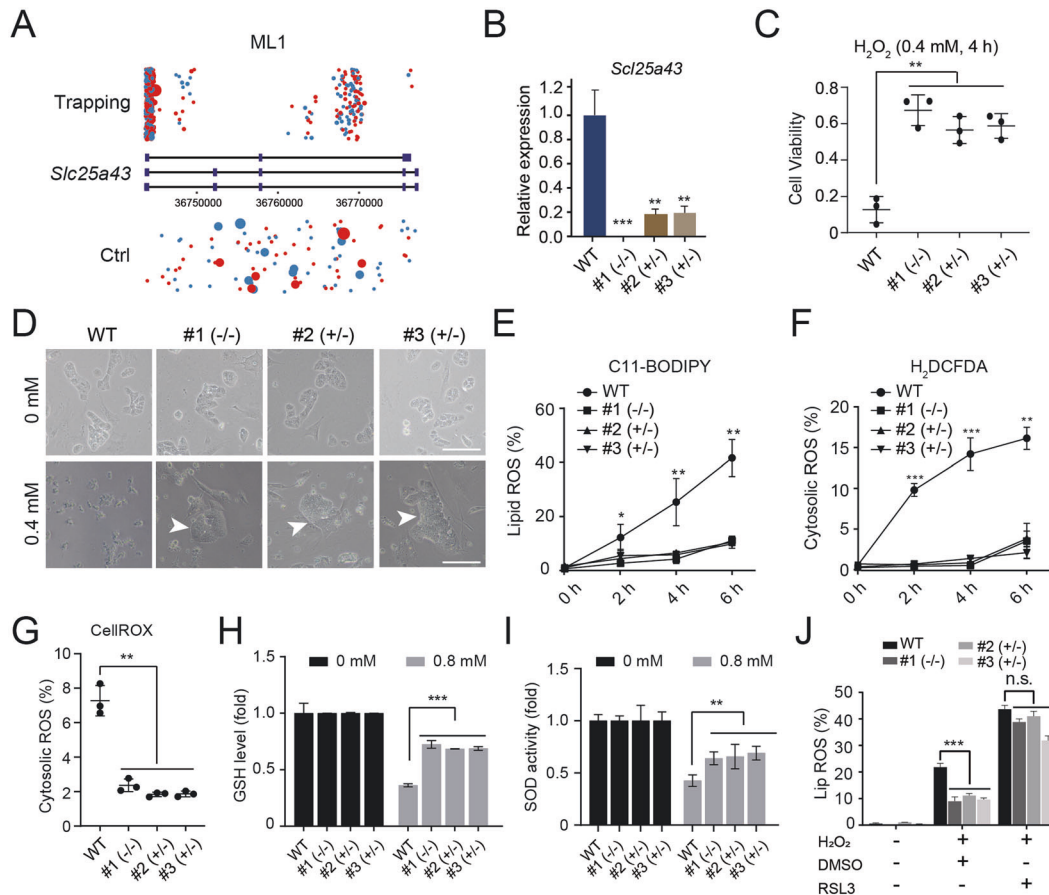 A
ML1
Trapping
Slc25a43
36750000 36760000 36770000
Ctrl
B
Scl25a43
Relative expression
1.2
1.0
0.8
0.6
0.4
0.2
0.0
***
**
**
WT
#1 (-/-)
#2 (+/-)
#3 (+/-)
C
H₂O₂ (0.4 mM, 4 h)
**
Cell Viability
0.8
0.6
0.4
0.2
0.0
WT
#1 (-/-)
#2 (+/-)
#3 (+/-)
D
WT #1 (-/-) #2 (+/-) #3 (+/-)
0 mM
0.4 mM
E
C11-BODIPY
WT
#1 (-/-)
#2 (+/-)
#3 (+/-)
Lipid ROS (%)
60
40
20
0
*
**
**
0 h
2 h
4 h
6 h
F
H₂DCFDA
WT
#1 (-/-)
#2 (+/-)
#3 (+/-)
Cytosolic ROS (%)
20
15
10
5
0
***
***
**
0 h
2 h
4 h
6 h
G
CellROX
**
Cytosolic ROS (%)
10
8
6
4
2
0
WT
#1 (-/-)
#2 (+/-)
#3 (+/-)
H
0 mM 0.8 mM
GSH level (fold)
1.5
1.0
0.5
0
***
WT
#1 (-/-)
#2 (+/-)
#3 (+/-)
WT
#1 (-/-)
#2 (+/-)
#3 (+/-)
I
0 mM 0.8 mM
SOD activity (fold)
1.5
1.0
0.5
0
**
WT
#1 (-/-)
#2 (+/-)
#3 (+/-)
WT
#1 (-/-)
#2 (+/-)
#3 (+/-)
J
WT #2 (+/-)
#1 (-/-) #3 (+/-)
n.s.
***
Lip ROS (%)
50
40
30
20
10
0
H₂O₂ - + +
DMSO - +
RSL3 - - +